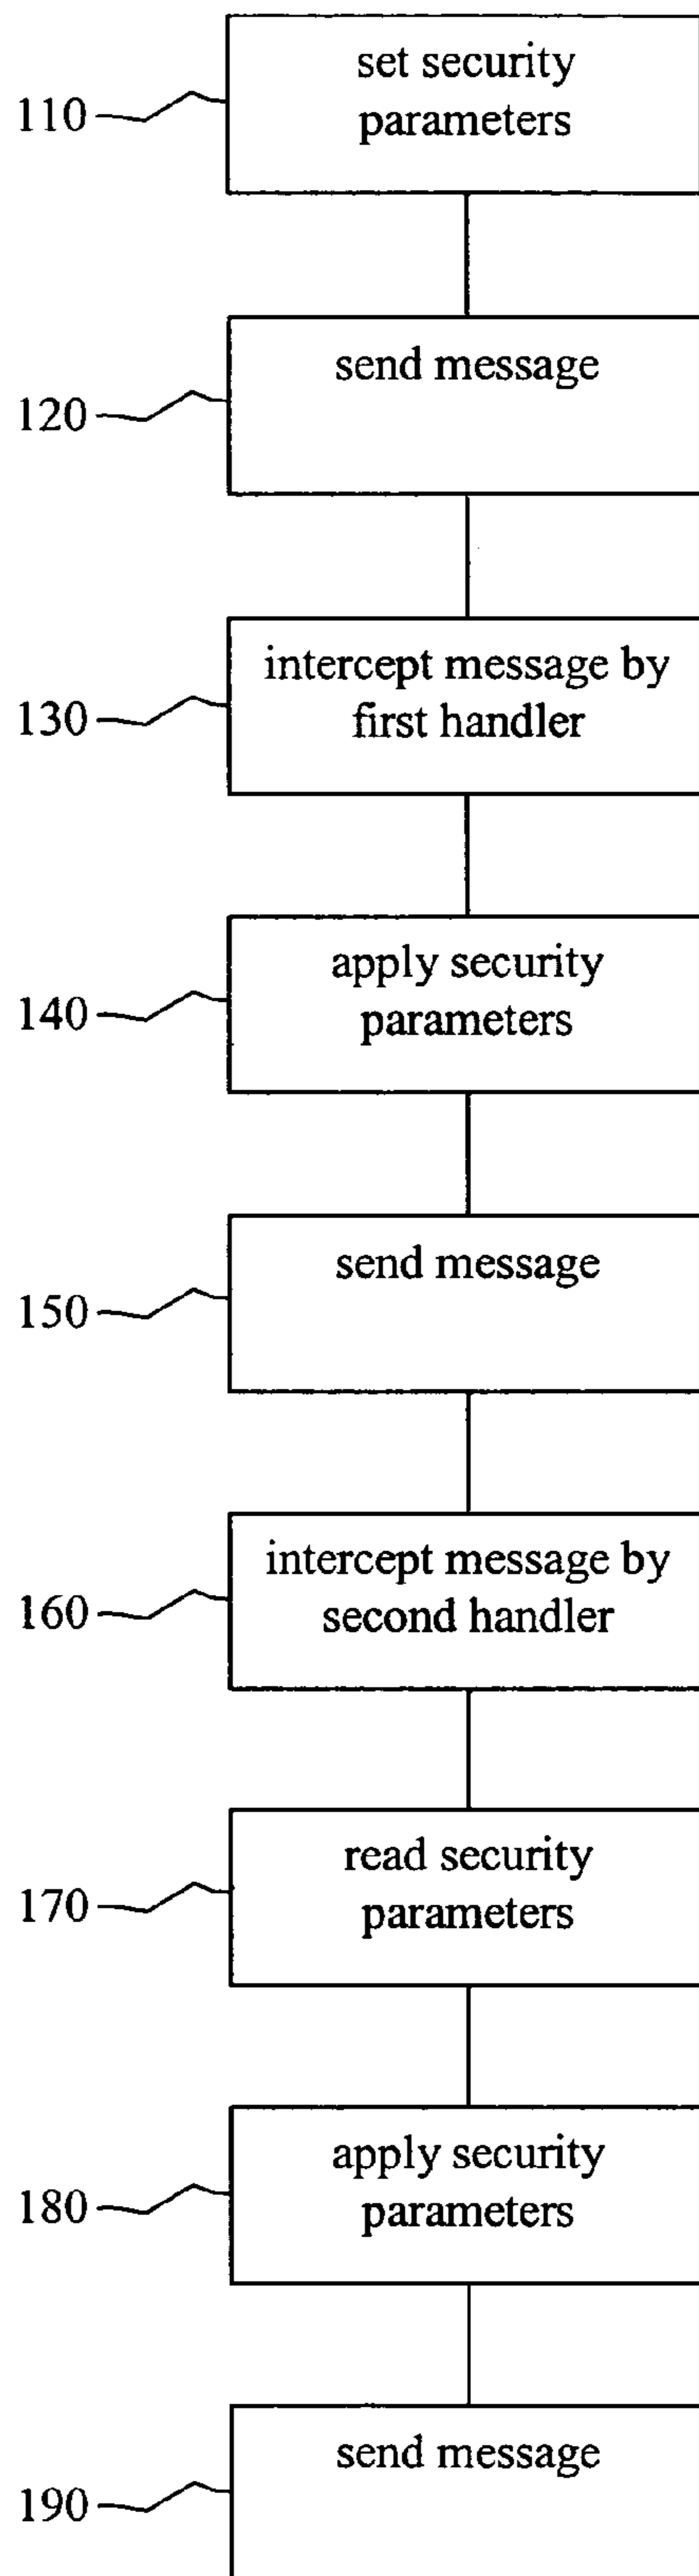 set security
parameters
110
send message
120
intercept message by
first handler
130
apply security
parameters
140
send message
150
intercept message by
second handler
160
read security
parameters
170
apply security
parameters
180
send message
190